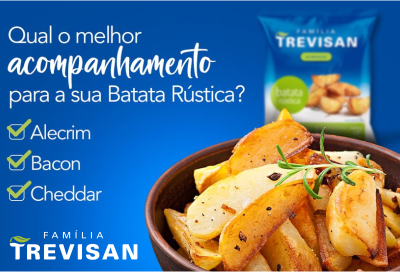 Qual o melhor
acompanhamento
para a sua Batata Rústica?
Alecrim
Bacon
Cheddar
FAMÍLIA
TREVISAN
FAMÍLIA
TREVISAN
batata
rústica